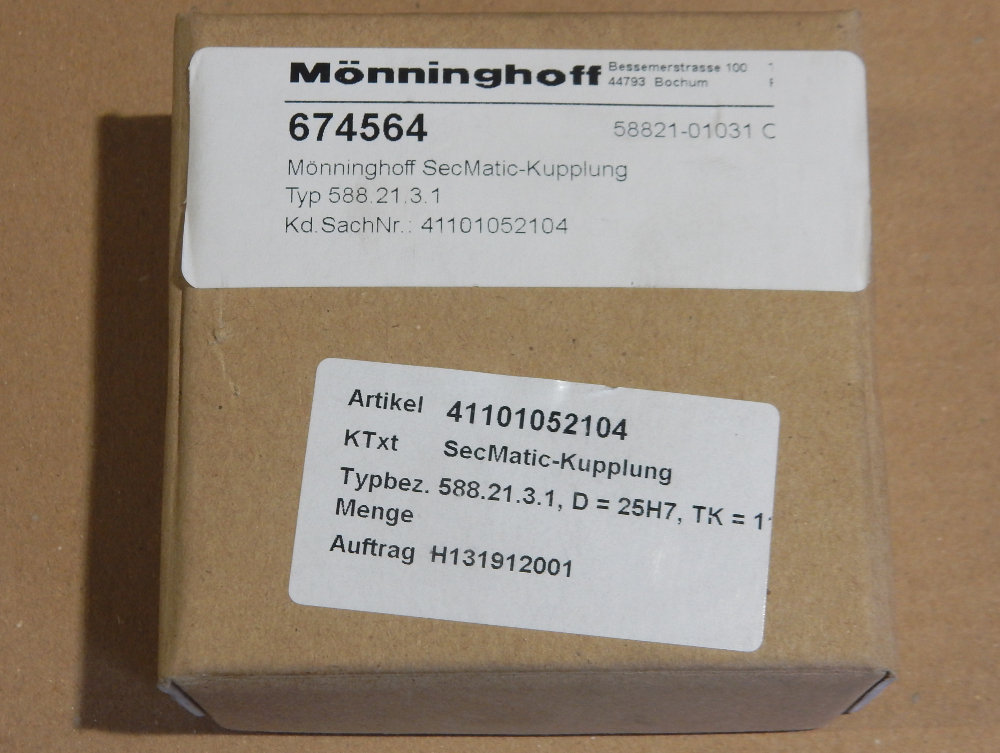 Mönninghoff
Bessemerstrasse 100
44793 Bochum
674564
58821-01031 C
Mönninghoff SecMatic-Kupplung
Typ 588.21.3.1
Kd.SachNr.: 41101052104
Artikel 41101052104
KTxt SecMatic-Kupplung
Typbez. 588.21.3.1, D = 25H7, TK = 1
Menge
Auftrag H131912001